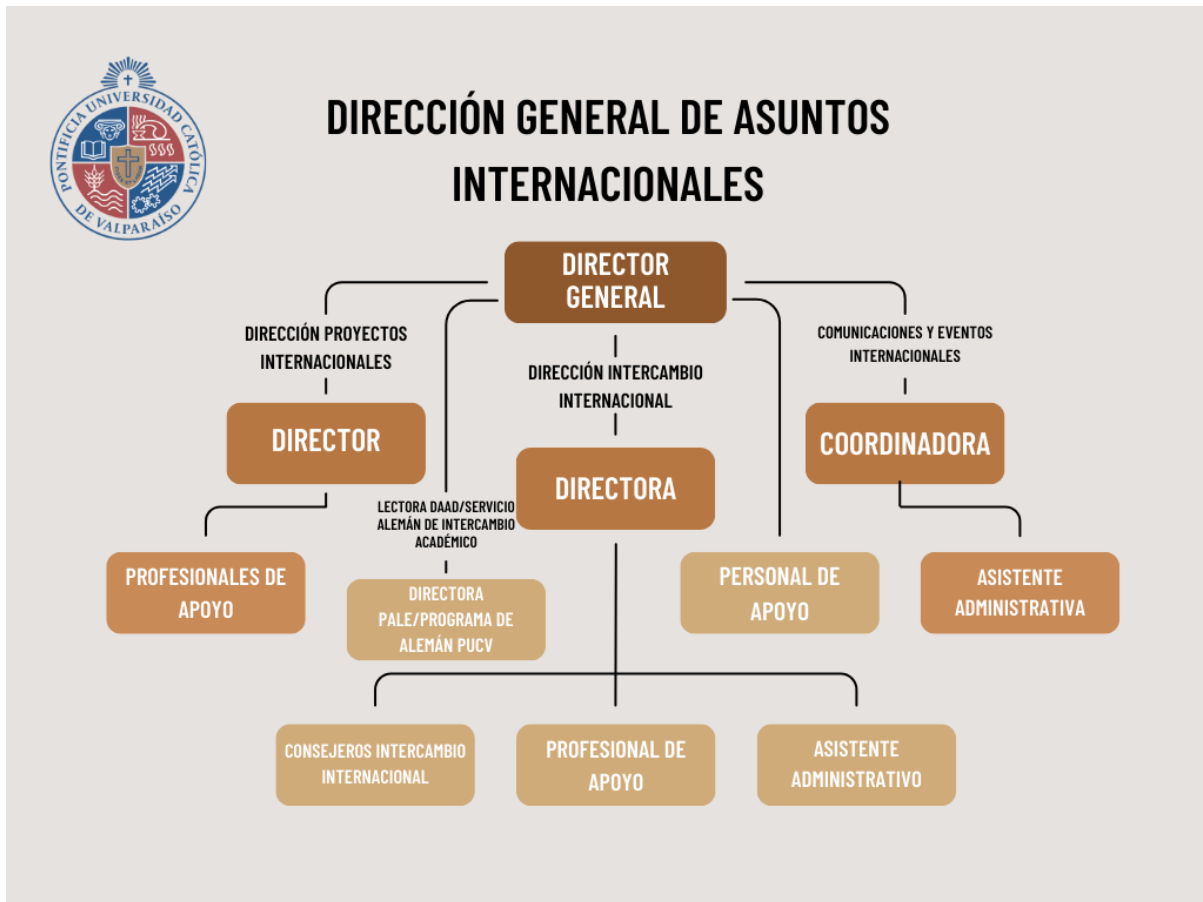 PONTIFICIA UNIVERSIDAD CATÓLICA
DE VALPARAÍSO
DIRECCIÓN GENERAL DE ASUNTOS
INTERNACIONALES
DIRECTOR
GENERAL
DIRECCIÓN PROYECTOS
INTERNACIONALES
DIRECCIÓN INTERCAMBIO
INTERNACIONAL
COMUNICACIONES Y EVENTOS
INTERNACIONALES
DIRECTOR
DIRECTORA
COORDINADORA
LECTORA DAAD/SERVICIO
ALEMÁN DE INTERCAMBIO
ACADÉMICO
PROFESIONALES DE
APOYO
DIRECTORA
PALE/PROGRAMA DE
ALEMÁN PUCV
PERSONAL DE
APOYO
ASISTENTE
ADMINISTRATIVA
CONSEJEROS INTERCAMBIO
INTERNACIONAL
PROFESIONAL DE
APOYO
ASISTENTE
ADMINISTRATIVO